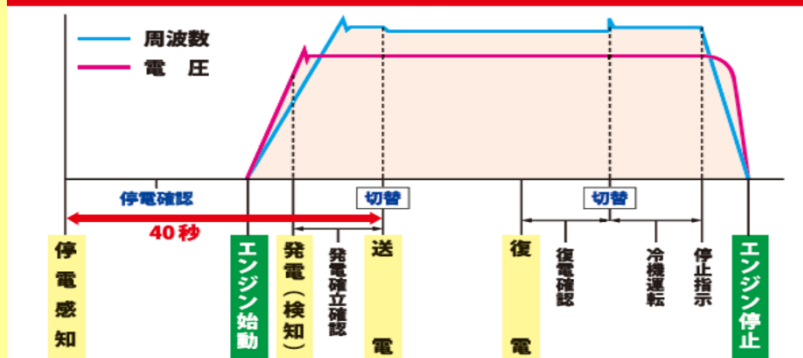 周波数
電　圧
停電確認
切替
切替
40秒
停電感知
エンジン始動
発電（検知）
発電確立確認
送電
復電
復電確認
冷機運転
停止指示
エンジン停止